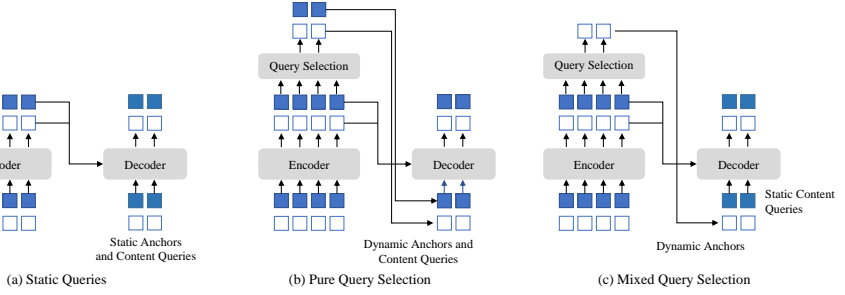 Query Selection
Query Selection
oder
Decoder
Encoder
Decoder
Encoder
Decoder
Static Content
Queries
Static Anchors
and Content Queries
Dynamic Anchors and
Content Queries
Dynamic Anchors
(a) Static Queries
(b) Pure Query Selection
(c) Mixed Query Selection